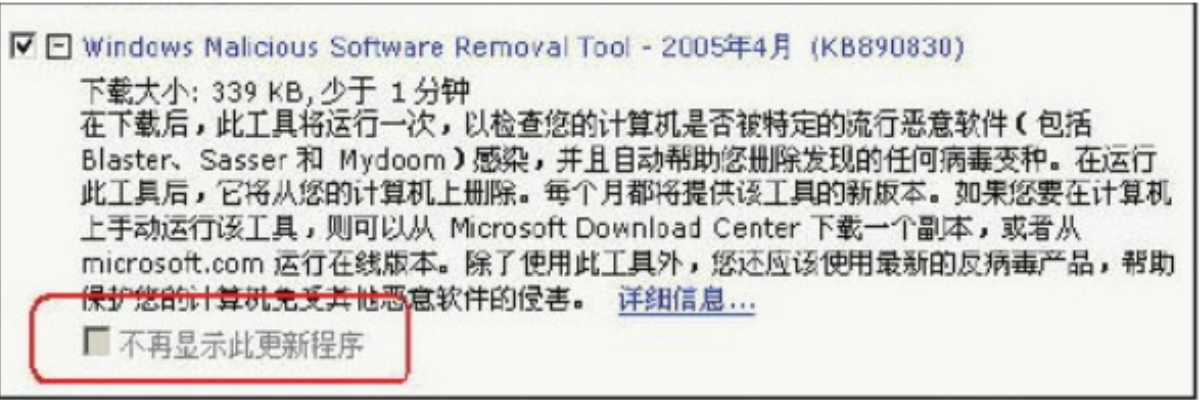 Windows Malicious Software Removal Tool - 2005年4月 (KB890830)
下载大小: 339 KB, 少于 1 分钟
在下载后，此工具将运行一次，以检查您的计算机是否被特定的流行恶意软件 ( 包括
Blaster、Sasser 和 Mydoom ) 感染，并且自动帮助您删除发现的任何病毒变种。在运行
此工具后，它将从您的计算机上删除。每个月都将提供该工具的新版本。如果您要在计算机
上手动运行该工具，则可以从 Microsoft Download Center 下载一个副本，或者从
microsoft.com 运行在线版本。除了使用此工具外，您还应该使用最新的反病毒产品，帮助
保护您的计算机免受其他恶意软件的侵害。 详细信息...
不再显示此更新程序